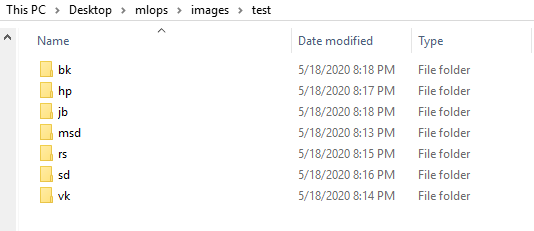 This PC > Desktop > mlops > images > test
Name Date modified Type
bk 5/18/2020 8:18 PM File folder
hp 5/18/2020 8:17 PM File folder
jb 5/18/2020 8:18 PM File folder
msd 5/18/2020 8:13 PM File folder
rs 5/18/2020 8:15 PM File folder
sd 5/18/2020 8:16 PM File folder
vk 5/18/2020 8:14 PM File folder